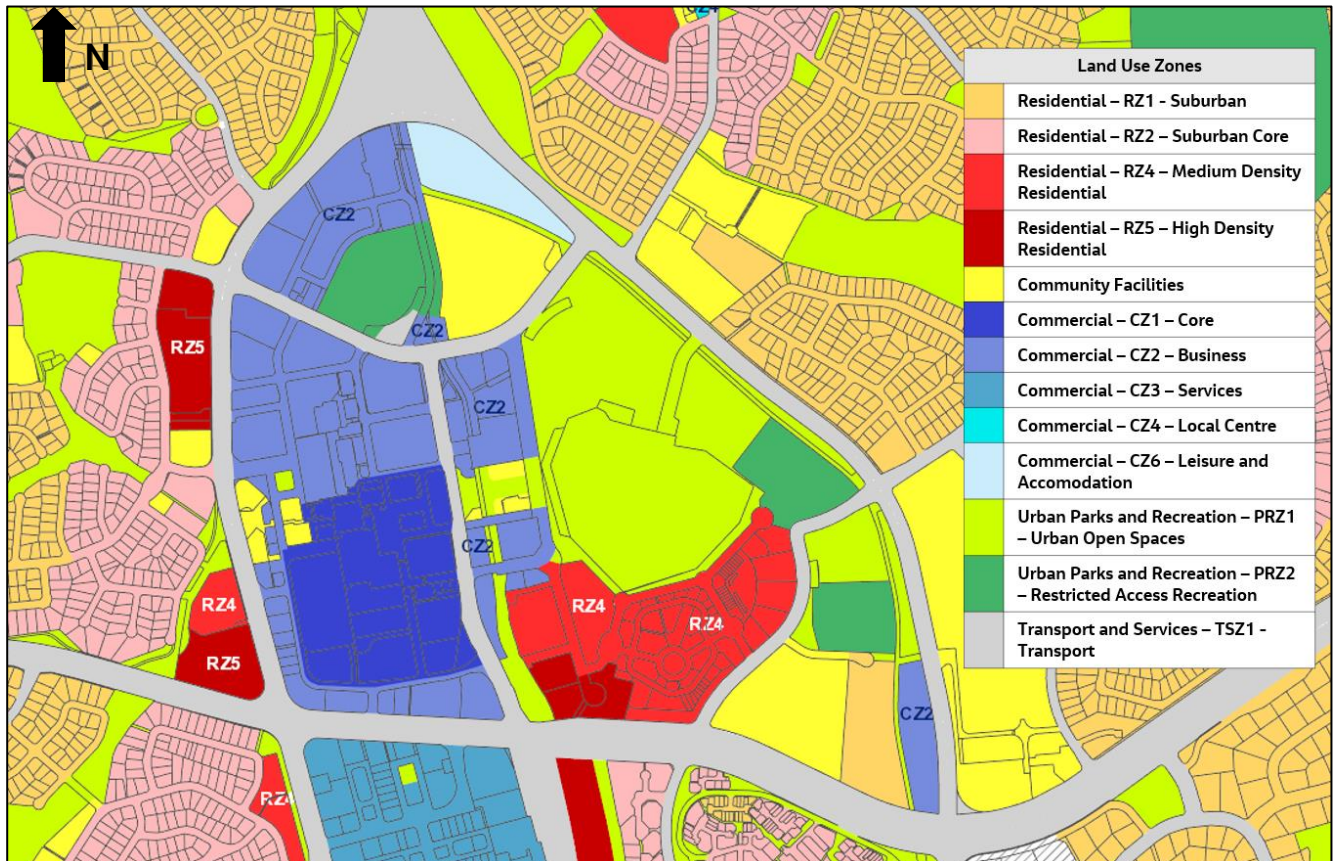 N
CZ4
Land Use Zones
Residential – RZ1 - Suburban
Residential – RZ2 – Suburban Core
Residential – RZ4 – Medium Density
Residential
Residential – RZ5 – High Density
Residential
Community Facilities
Commercial – CZ1 – Core
Commercial – CZ2 – Business
Commercial – CZ3 – Services
Commercial – CZ4 – Local Centre
Commercial – CZ6 – Leisure and
Accomodation
Urban Parks and Recreation – PRZ1
– Urban Open Spaces
Urban Parks and Recreation – PRZ2
– Restricted Access Recreation
Transport and Services – TSZ1 -
Transport
CZ2
CZ2
RZ5
CZ2
CZ2
RZ4
RZ4
RZ4
RZ5
CZ2
RZ4